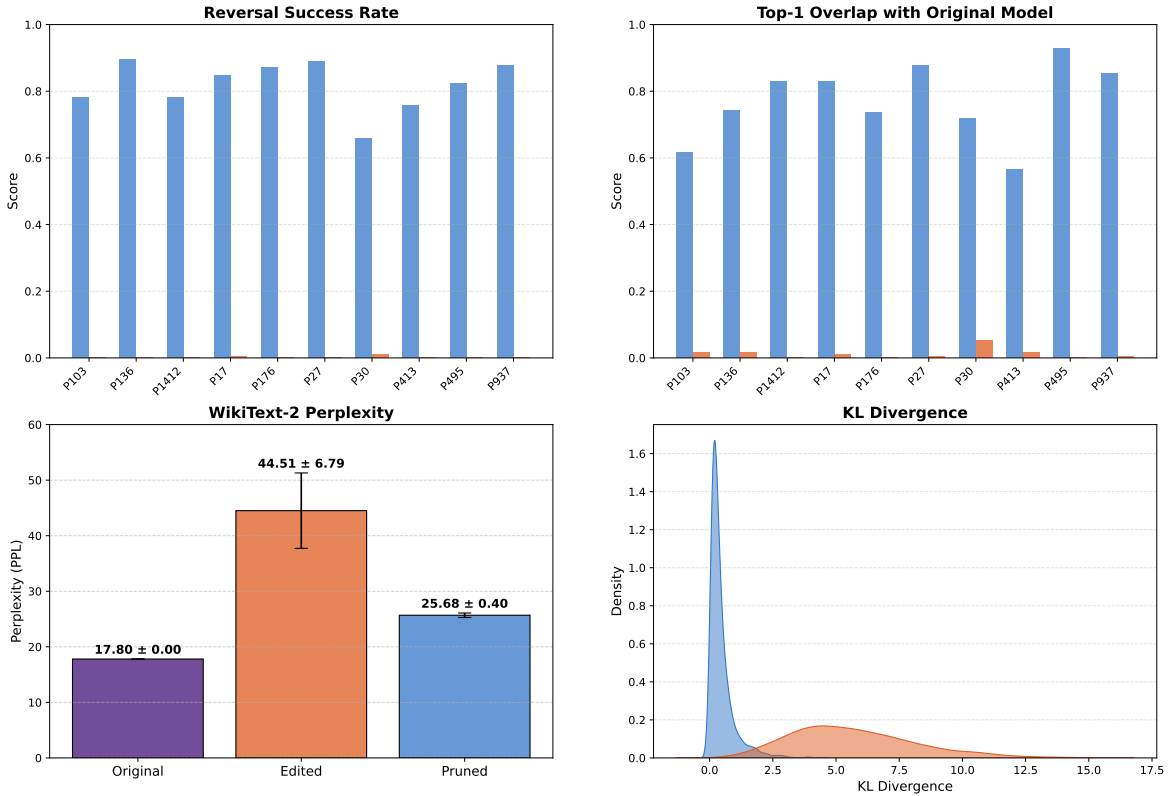 Reversal Success Rate
Score
1.0
0.8
0.6
0.4
0.2
0.0
P103 P136 P1412 P17 P176 P27 P30 P413 P495 P937
Top-1 Overlap with Original Model
Score
1.0
0.8
0.6
0.4
0.2
0.0
P103 P136 P1412 P17 P176 P27 P30 P413 P495 P937
WikiText-2 Perplexity
Perplexity (PPL)
60
50
40
30
20
10
0
17.80 ± 0.00
44.51 ± 6.79
25.68 ± 0.40
Original Edited Pruned
KL Divergence
Density
1.6
1.4
1.2
1.0
0.8
0.6
0.4
0.2
0.0
0.0 2.5 5.0 7.5 10.0 12.5 15.0 17.5
KL Divergence